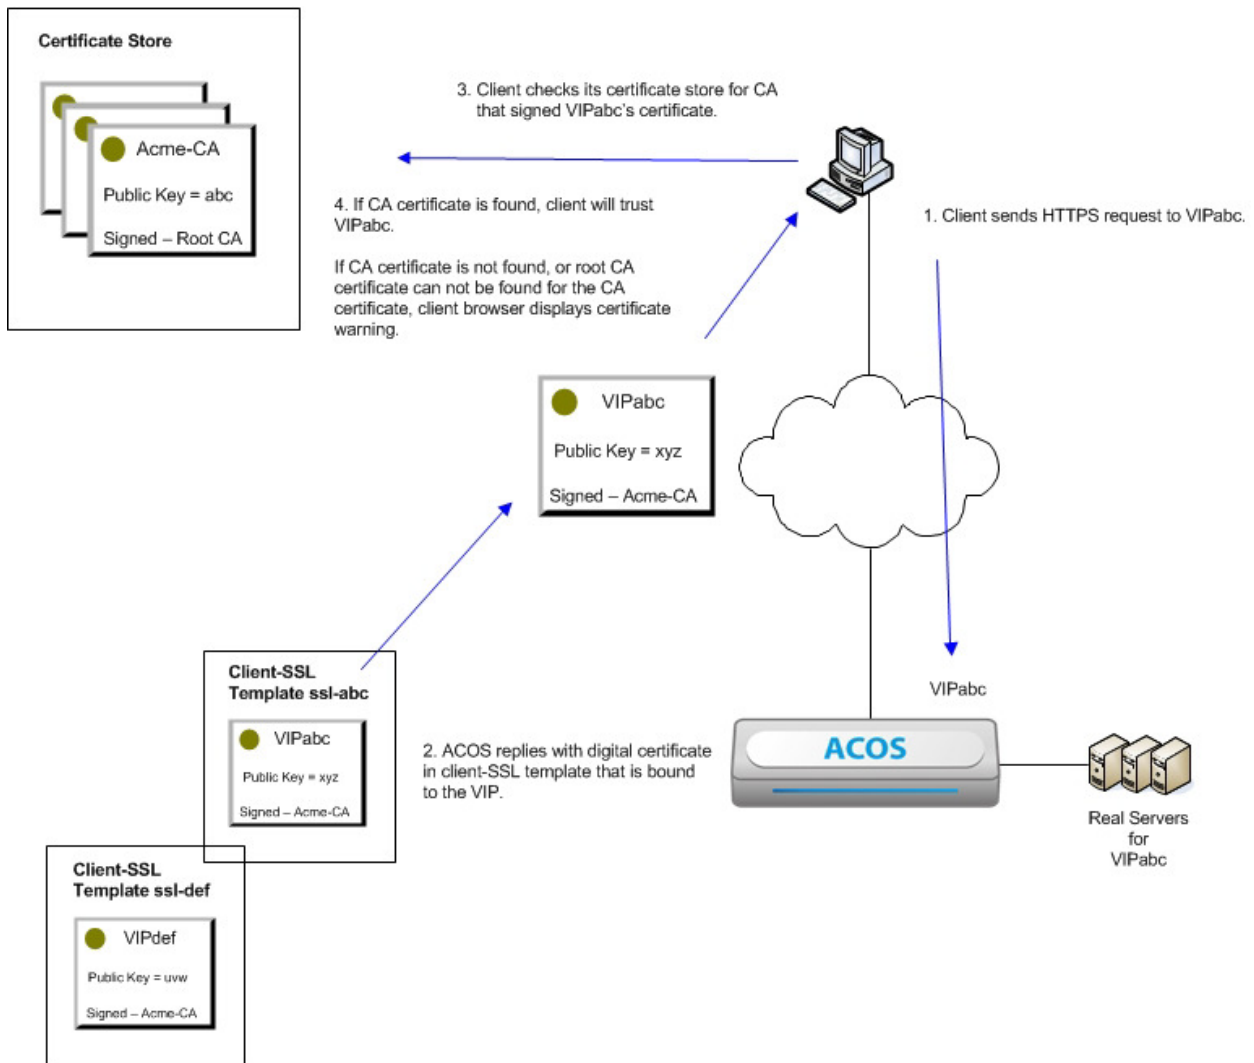 Certificate Store
Acme-CA
Public Key = abc
Signed – Root CA
3. Client checks its certificate store for CA
that signed VIPabc's certificate.
4. If CA certificate is found, client will trust
VIPabc.
If CA certificate is not found, or root CA
certificate can not be found for the CA
certificate, client browser displays certificate
warning.
1. Client sends HTTPS request to VIPabc.
VIPabc
Public Key = xyz
Signed – Acme-CA
Client-SSL
Template ssl-abc
VIPabc
Public Key = xyz
Signed – Acme-CA
2. ACOS replies with digital certificate
in client-SSL template that is bound
to the VIP.
VIPabc
ACOS
Real Servers
for
VIPabc
Client-SSL
Template ssl-def
VIPdef
Public Key = uvw
Signed – Acme-CA